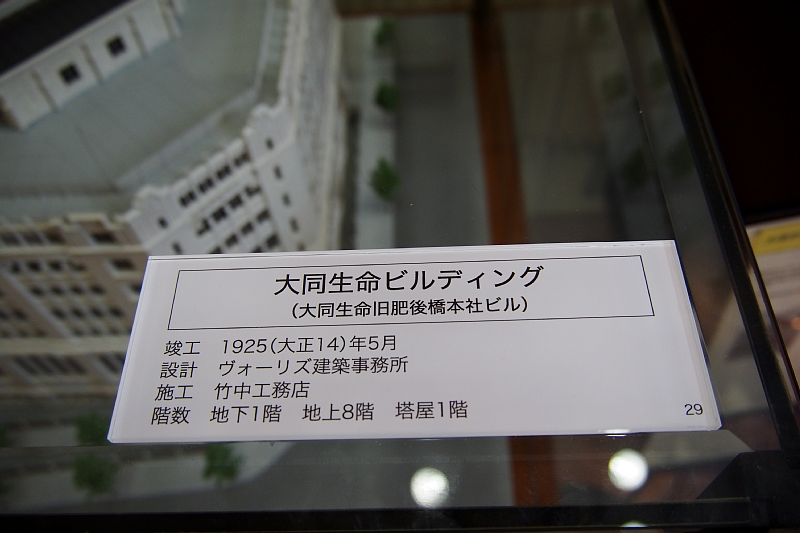 大同生命ビルディング
（大同生命旧肥後橋本社ビル）
竣工　1925（大正14）年5月
設計　ヴォーリズ建築事務所
施工　竹中工務店
階数　地下1階　地上8階　塔屋1階
29